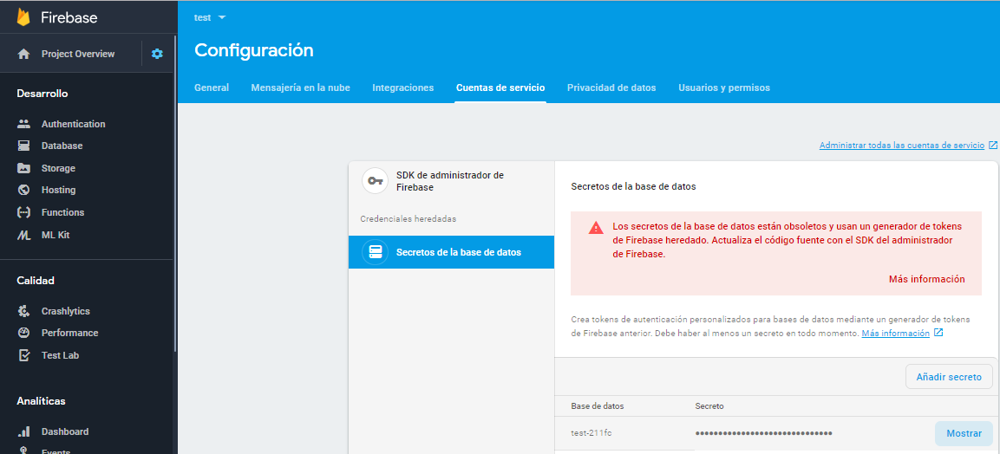 Firebase
Project Overview
Desarrollo
Authentication
Database
Storage
Hosting
Functions
ML Kit
Calidad
Crashlytics
Performance
Test Lab
Analíticas
Dashboard
Events
test
Configuración
General Mensajería en la nube Integraciones Cuentas de servicio Privacidad de datos Usuarios y permisos
Administrar todas las cuentas de servicio
SDK de administrador de
Firebase
Credenciales heredadas
Secretos de la base de datos
Secretos de la base de datos
Los secretos de la base de datos están obsoletos y usan un generador de tokens
de Firebase heredado. Actualiza el código fuente con el SDK del administrador
de Firebase.
Más información
Crea tokens de autenticación personalizados para bases de datos mediante un generador de tokens
de Firebase anterior. Debe haber al menos un secreto en todo momento. Más información
Añadir secreto
Base de datos Secreto
test-211fc •••••••••••••••••••••••••••••• Mostrar